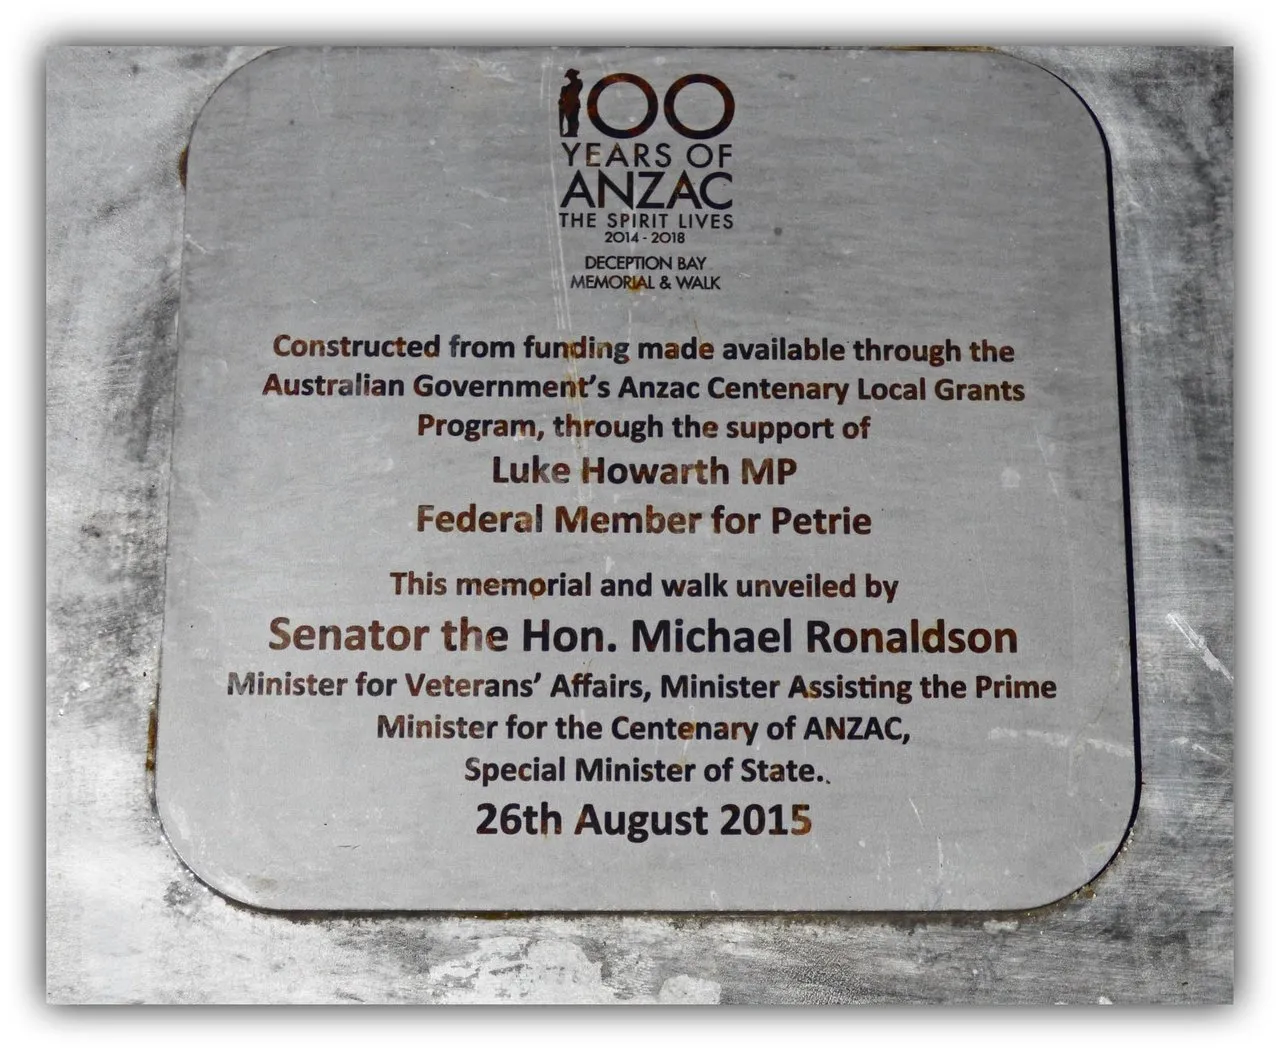 100
YEARS OF
ANZAC
THE SPIRIT LIVES
2014 - 2018
DECEPTION BAY
MEMORIAL & WALK
Constructed from funding made available through the
Australian Government's Anzac Centenary Local Grants
Program, through the support of
Luke Howarth MP
Federal Member for Petrie
This memorial and walk unveiled by
Senator the Hon. Michael Ronaldson
Minister for Veterans' Affairs, Minister Assisting the Prime
Minister for the Centenary of ANZAC,
Special Minister of State..
26th August 2015